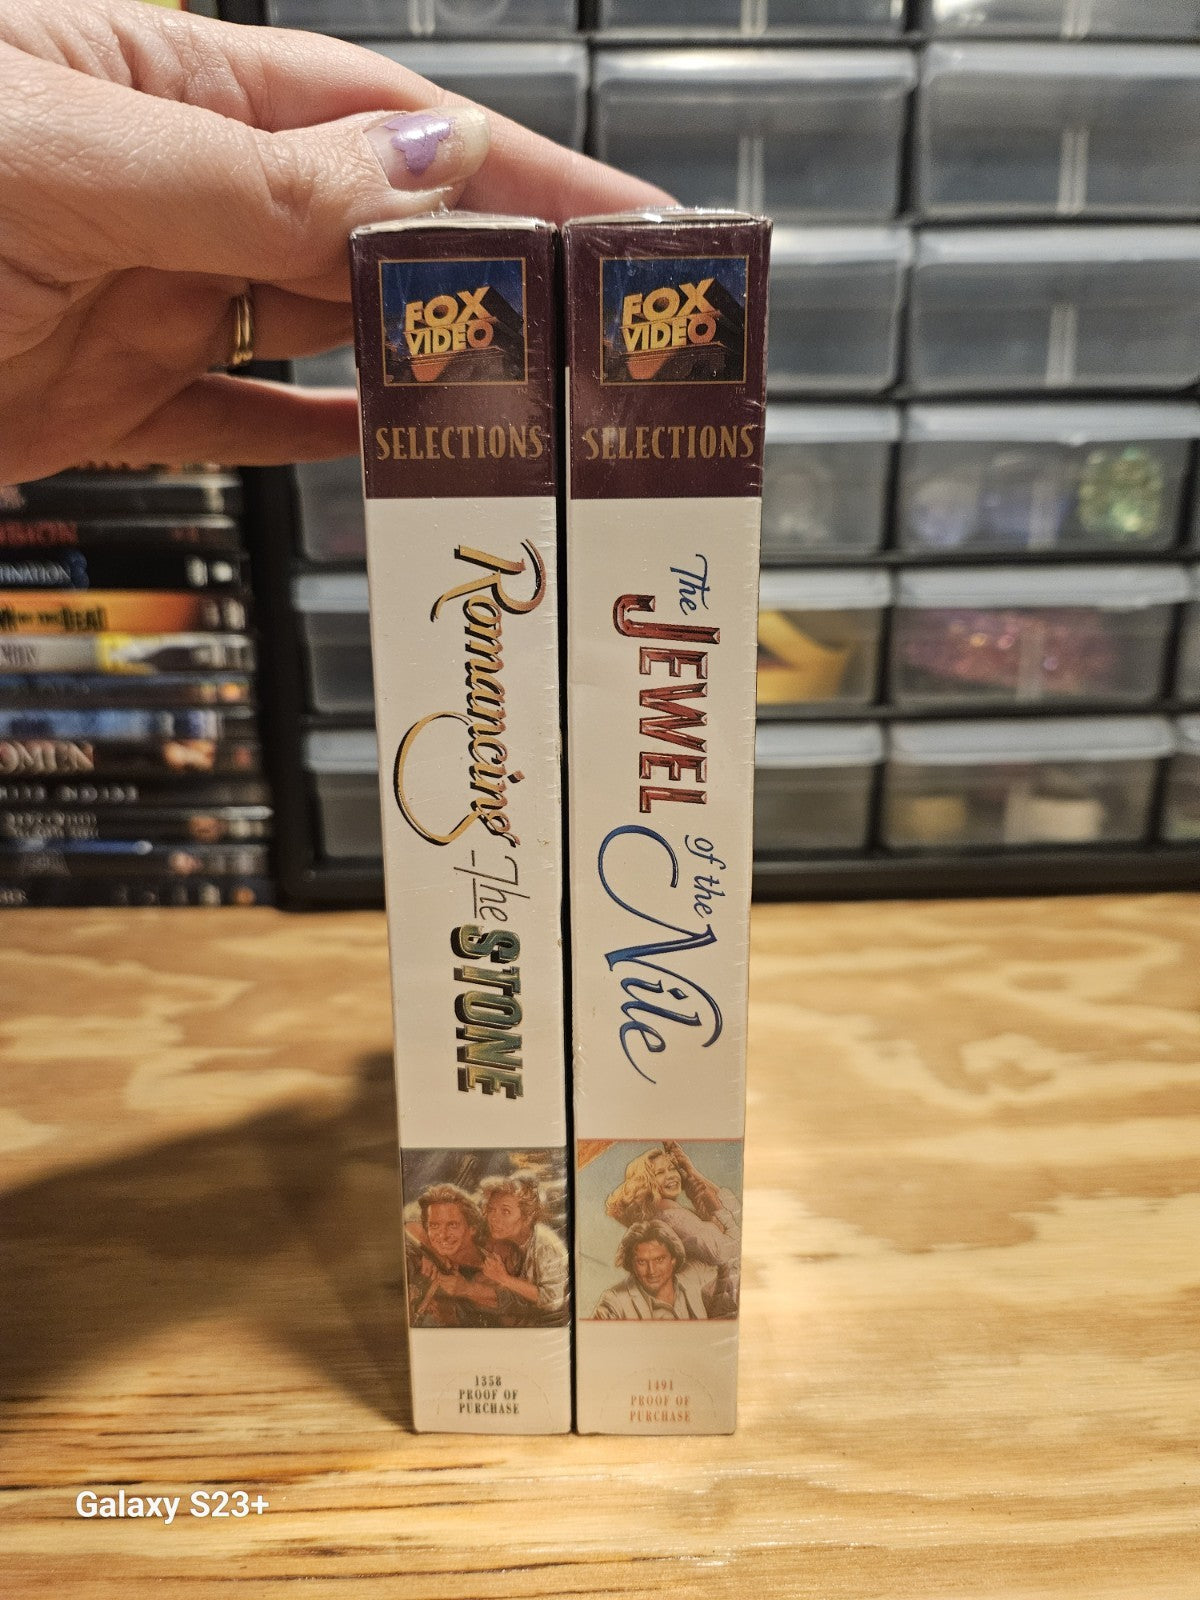 FOX
VIDEO
SELECTIONS
Romancing The STONE
1358
PROOF OF
PURCHASE
FOX
VIDEO
SELECTIONS
The JEWEL of the Nile
1491
PROOF OF
PURCHASE
OMEN
Galaxy S23+